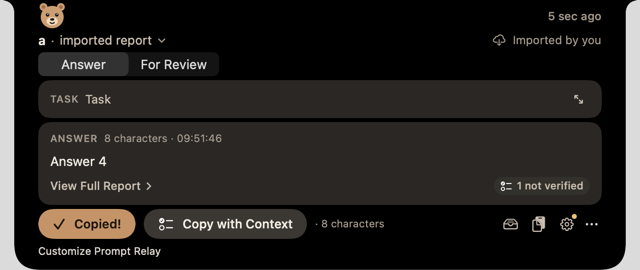 5 sec ago
a · imported report
Imported by you
Answer
For Review
TASK Task
ANSWER 8 characters · 09:51:46
Answer 4
View Full Report
1 not verified
Copied!
Copy with Context
· 8 characters
Customize Prompt Relay